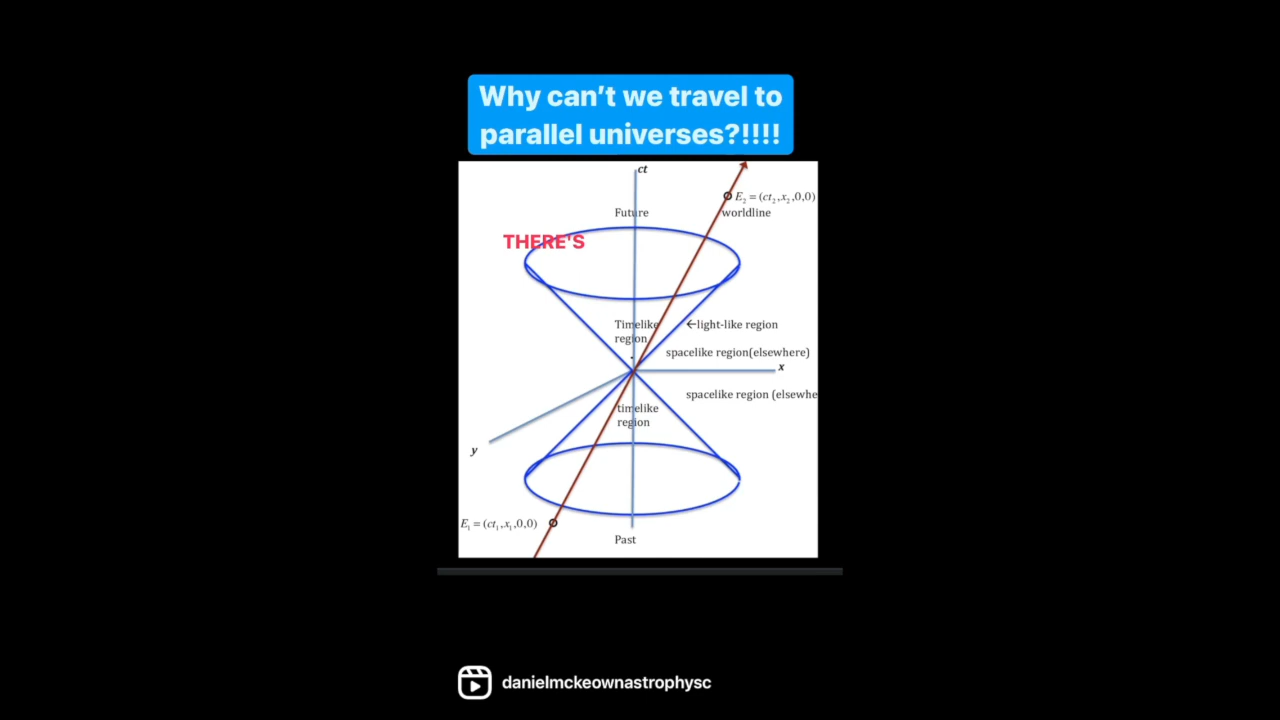 Why can't we travel to
parallel universes?!!!!
ct
E₂ = (ct₂,x₂,0,0)
Future
worldline
THERE'S
Timelike
region
←light-like region
spacelike region(elsewhere)
x
spacelike region (elsewhe
timelike
region
y
E₁ = (ct₁,x₁,0,0)
Past
danielmckeownastrophysc